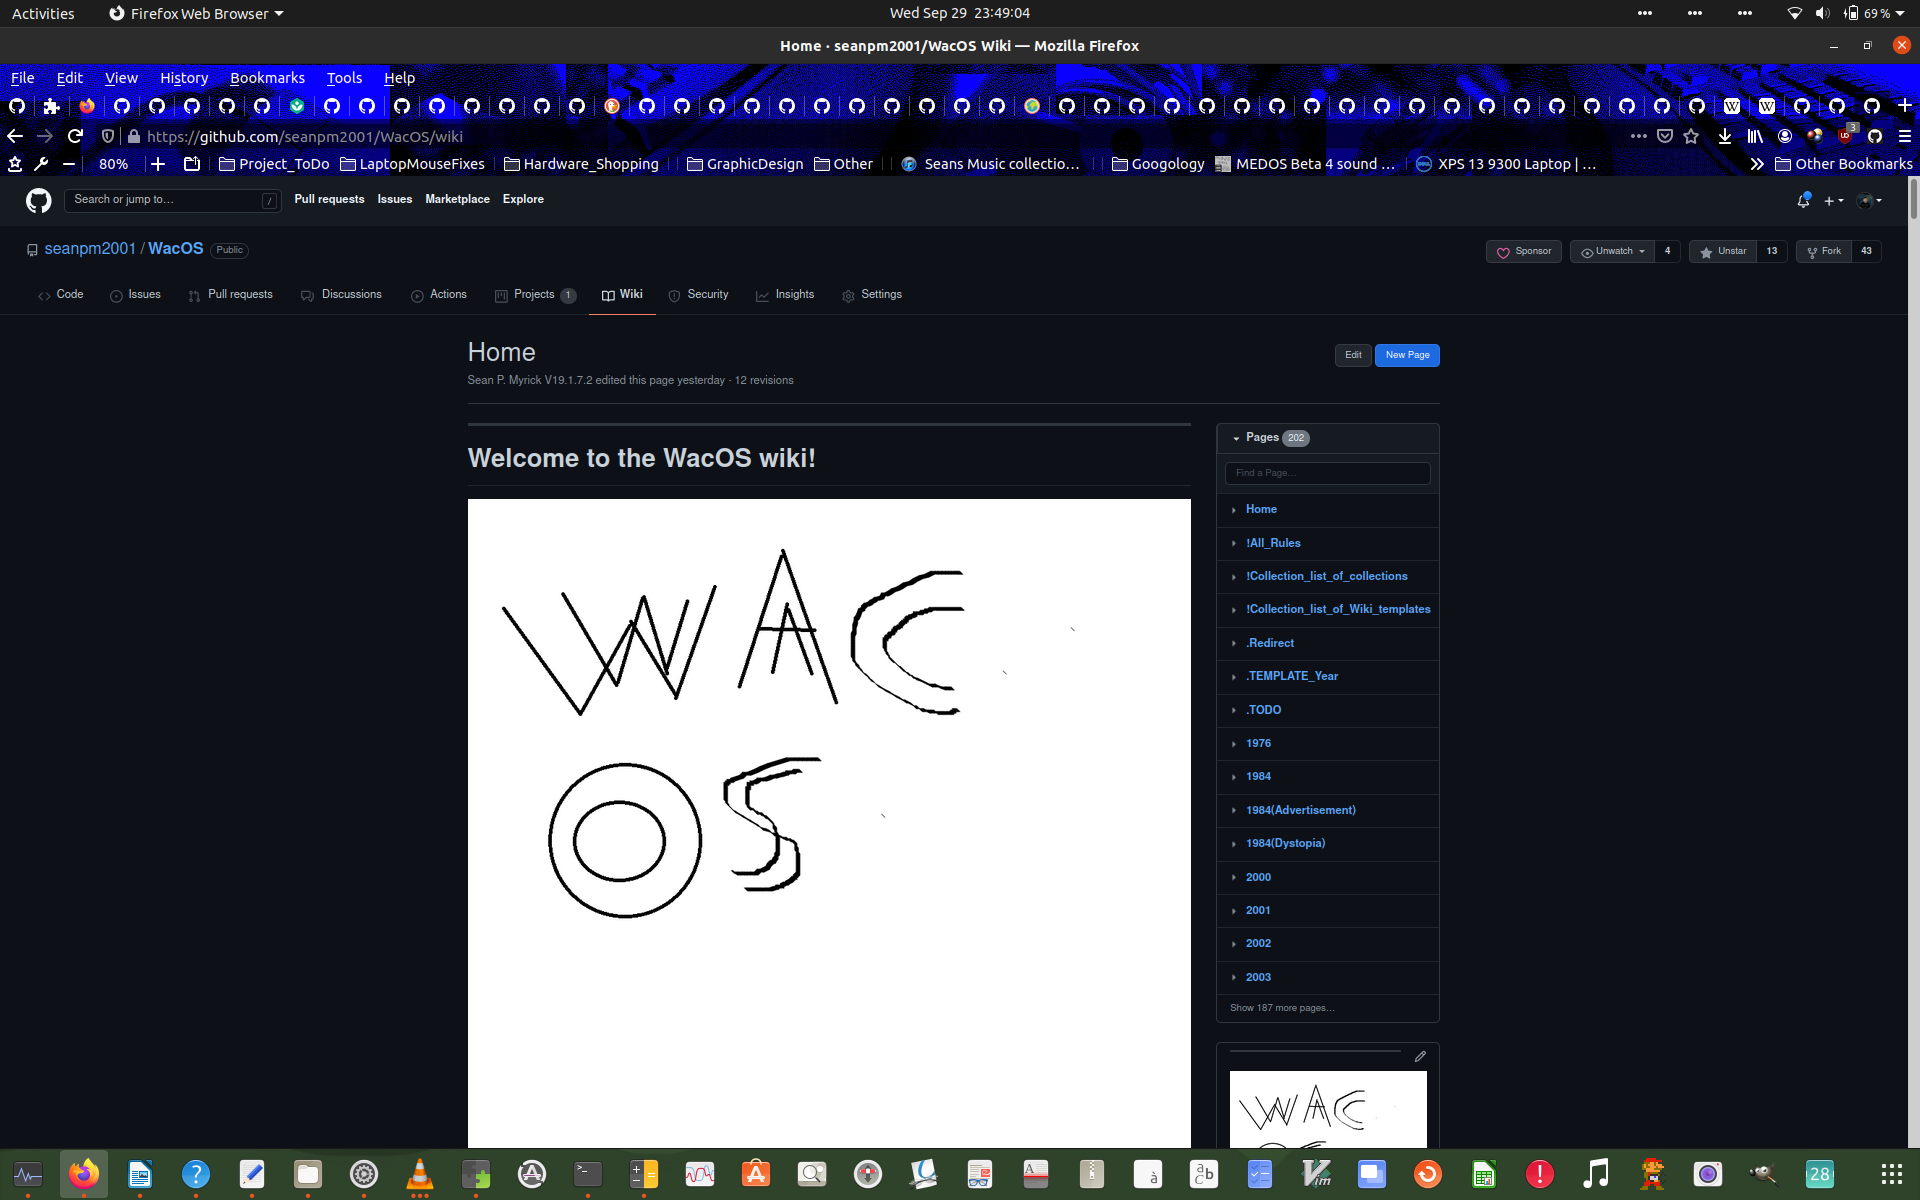 Activities Firefox Web Browser Wed Sep 29 23:49:04 69 %
Home · seanpm2001/WacOS Wiki — Mozilla Firefox
File Edit View History Bookmarks Tools Help
https://github.com/seanpm2001/WacOS/wiki 3
80% Project_ToDo LaptopMouseFixes Hardware_Shopping GraphicDesign Other Seans Music collectio… Googology MEDOS Beta 4 sound … XPS 13 9300 Laptop | … Other Bookmarks
Search or jump to… / Pull requests Issues Marketplace Explore
seanpm2001 / WacOS Public Sponsor Unwatch 4 Unstar 13 Fork 43
Code Issues Pull requests Discussions Actions Projects 1 Wiki Security Insights Settings
Home Edit New Page
Sean P. Myrick V19.1.7.2 edited this page yesterday · 12 revisions
Welcome to the WacOS wiki!
WAC
OS
Pages 202
Find a Page…
Home
!All_Rules
!Collection_list_of_collections
!Collection_list_of_Wiki_templates
.Redirect
.TEMPLATE_Year
.TODO
1976
1984
1984(Advertisement)
1984(Dystopia)
2000
2001
2002
2003
Show 187 more pages…
WAC
28